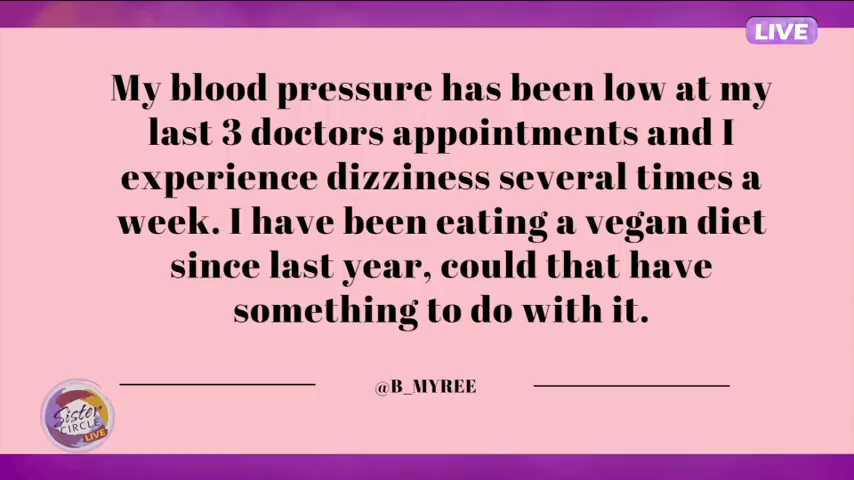 LIVE
My blood pressure has been low at my
last 3 doctors appointments and I
experience dizziness several times a
week. I have been eating a vegan diet
since last year, could that have
something to do with it.
@B_MYREE
Sister
CIRCLE
LIVE